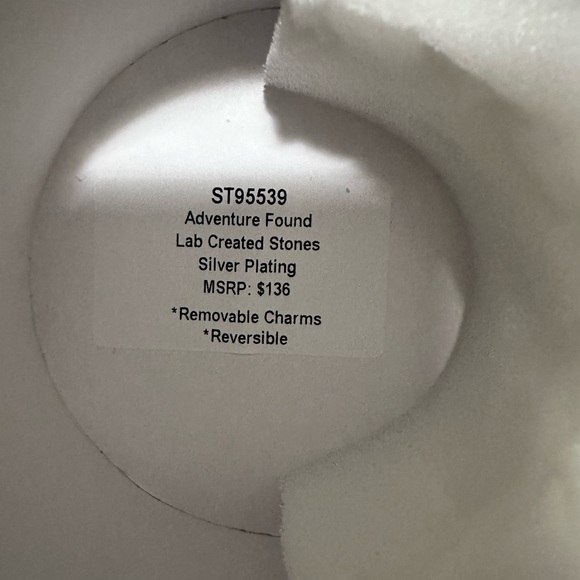 ST95539
Adventure Found
Lab Created Stones
Silver Plating
MSRP: $136
*Removable Charms
*Reversible